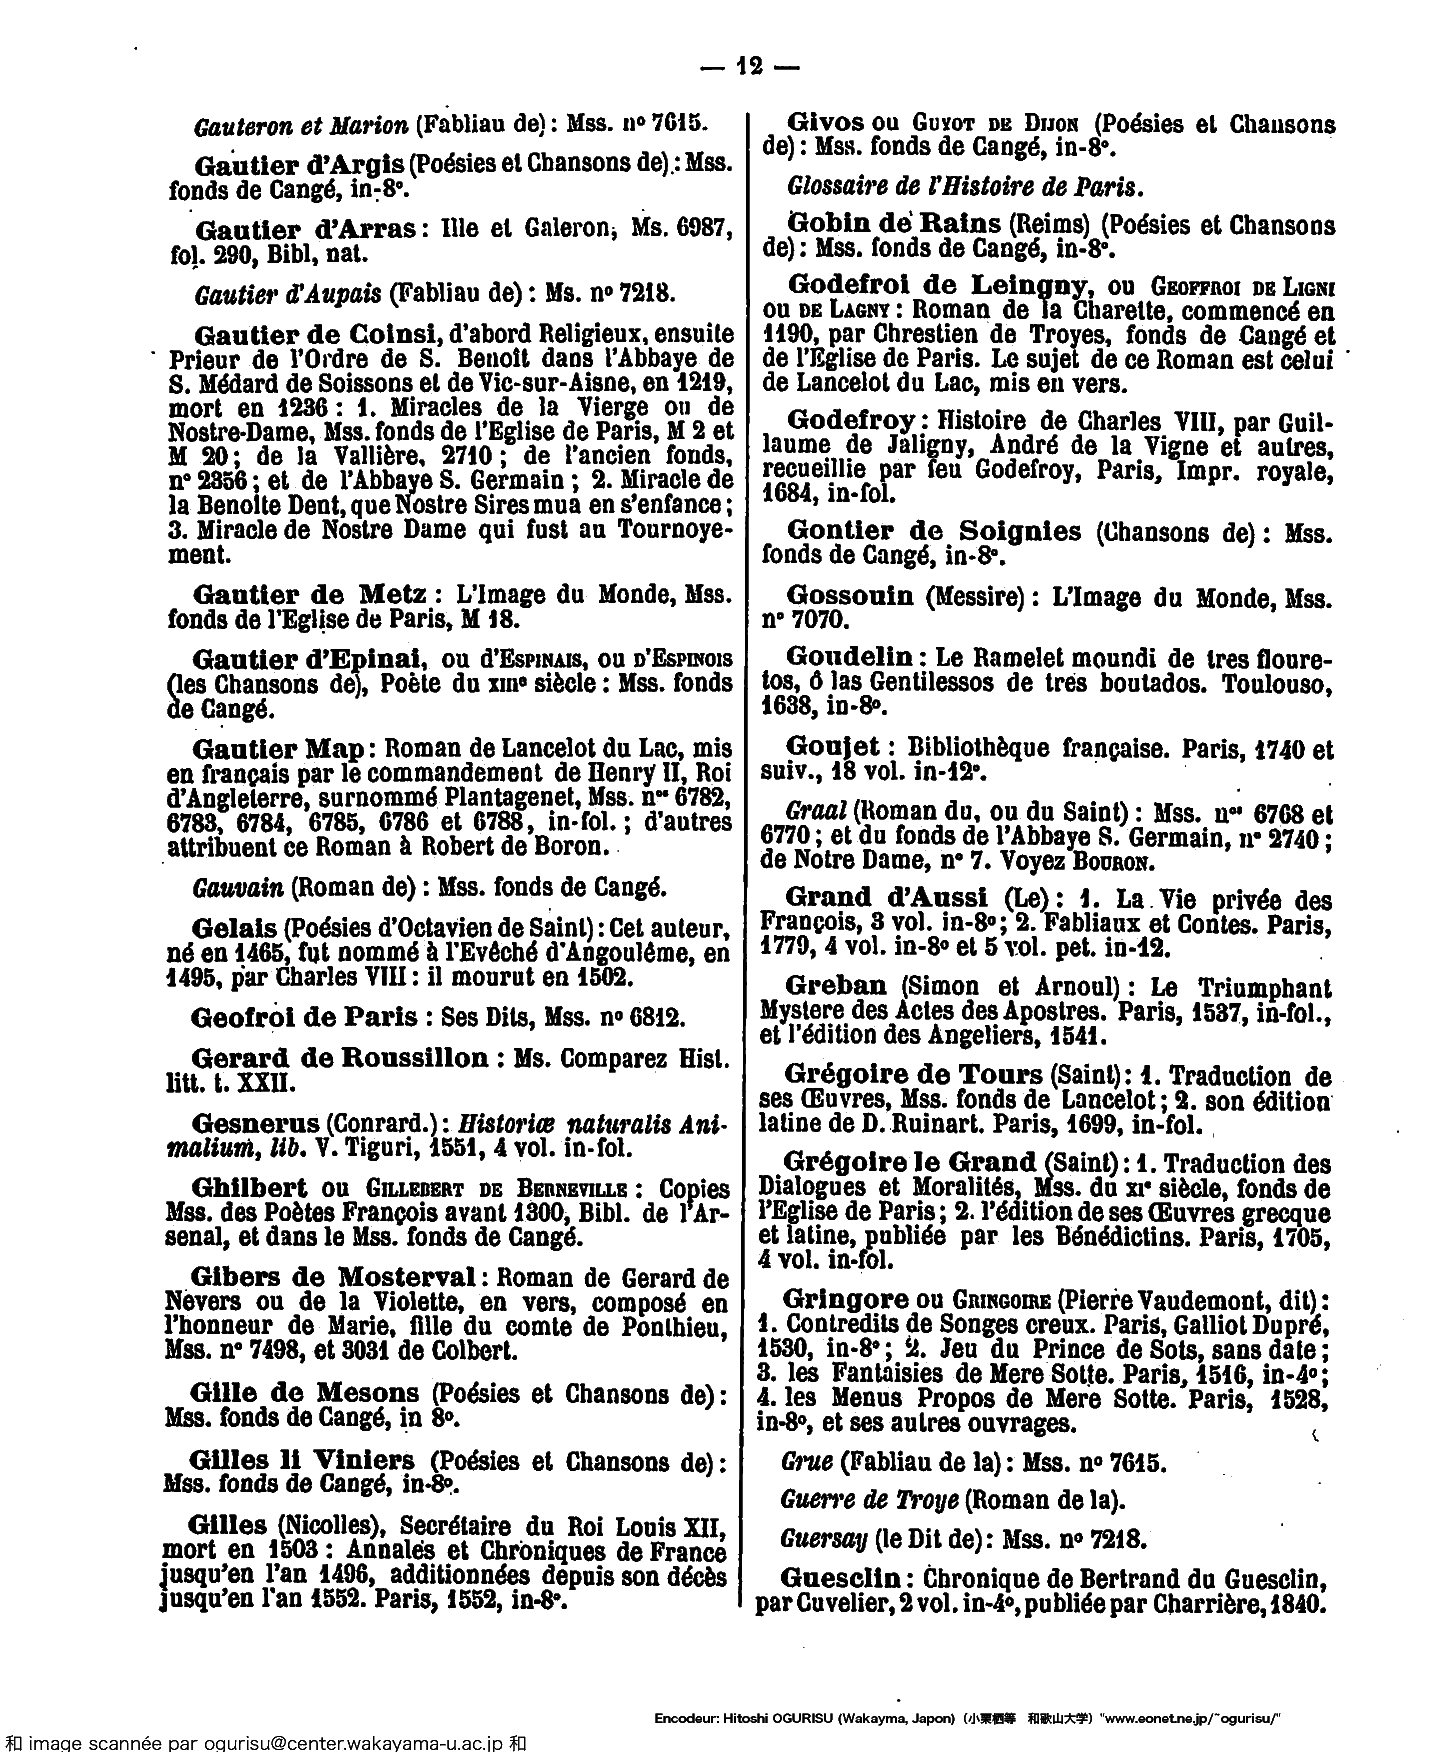 — 12 —
Gauteron et Marion (Fabliau de) : Mss. nº 7615.
Gautier d'Argis (Poésies et Chansons de) : Mss.
fonds de Cangé, in-8º.
Gautier d'Arras : Ille et Galeron, Ms. 6987,
fol. 290, Bibl, nat.
Gautier d'Aupais (Fabliau de) : Ms. nº 7218.
Gautier de Coinsi, d'abord Religieux, ensuite
Prieur de l'Ordre de S. Benoît dans l'Abbaye de
S. Médard de Soissons et de Vic-sur-Aisne, en 1219,
mort en 1236 : 1. Miracles de la Vierge ou de
Nostre-Dame, Mss. fonds de l'Eglise de Paris, M 2 et
M 20 ; de la Vallière, 2710 ; de l'ancien fonds,
nº 2356 ; et de l'Abbaye S. Germain ; 2. Miracle de
la Benoite Dent, que Nostre Sires mua en s'enfance ;
3. Miracle de Nostre Dame qui fust au Tournoye-
ment.
Gautier de Metz : L'Image du Monde, Mss.
fonds de l'Eglise de Paris, M 18.
Gautier d'Epinai, ou d'ESPINAIS, ou D'ESPINOIS
(les Chansons de), Poète du XIIIe siècle : Mss. fonds
de Cangé.
Gautier Map : Roman de Lancelot du Lac, mis
en français par le commandement de Henry II, Roi
d'Angleterre, surnommé Plantagenet, Mss. nos 6782,
6783, 6784, 6785, 6786 et 6788, in-fol. ; d'autres
attribuent ce Roman à Robert de Boron.
Gauvain (Roman de) : Mss. fonds de Cangé.
Gelais (Poésies d'Octavien de Saint) : Cet auteur,
né en 1465, fut nommé à l'Evêché d'Angouléme, en
1495, par Charles VIII : il mourut en 1502.
Geofroi de Paris : Ses Dits, Mss. nº 6812.
Gerard de Roussillon : Ms. Comparez Hist.
litt. t. XXII.
Gesnerus (Conrard.) : Historiæ naturalis Ani-
malium, lib. V. Tiguri, 1551, 4 vol. in-fol.
Ghilbert ou GILLEBERT DE BERNEVILLE : Copies
Mss. des Poètes François avant 1300, Bibl. de l'Ar-
senal, et dans le Mss. fonds de Cangé.
Gibers de Mosterval : Roman de Gerard de
Nevers ou de la Violette, en vers, composé en
l'honneur de Marie, fille du comte de Ponthieu,
Mss. nº 7498, et 3031 de Colbert.
Gille de Mesons (Poésies et Chansons de) :
Mss. fonds de Cangé, in 8º.
Gilles li Viniers (Poésies et Chansons de) :
Mss. fonds de Cangé, in-8º.
Gilles (Nicolles), Secrétaire du Roi Louis XII,
mort en 1503 : Annales et Chroniques de France
jusqu'en l'an 1496, additionnées depuis son décès
jusqu'en l'an 1552. Paris, 1552, in-8º.
Givos ou GUYOT DE DIJON (Poésies et Chansons
de) : Mss. fonds de Cangé, in-8º.
Glossaire de l'Histoire de Paris.
Gobin de Rains (Reims) (Poésies et Chansons
de) : Mss. fonds de Cangé, in-8º.
Godefroi de Leingny, ou GEOFFROI DE LIGNI
ou DE LAGNY : Roman de la Charette, commencé en
1190, par Chrestien de Troyes, fonds de Cangé et
de l'Eglise de Paris. Le sujet de ce Roman est celui
de Lancelot du Lac, mis en vers.
Godefroy : Histoire de Charles VIII, par Guil-
laume de Jaligny, André de la Vigne et autres,
recueillie par feu Godefroy, Paris, Impr. royale,
1684, in-fol.
Gontier de Soignies (Chansons de) : Mss.
fonds de Cangé, in-8º.
Gossouin (Messire) : L'Image du Monde, Mss.
nº 7070.
Goudelin : Le Ramelet moundi de tres floure-
tos, ô las Gentilessos de tres boutados. Toulouso,
1638, in-8º.
Goujet : Bibliothèque française. Paris, 1740 et
suiv., 18 vol. in-12º.
Graal (Roman du, ou du Saint) : Mss. nos 6768 et
6770 ; et du fonds de l'Abbaye S. Germain, nº 2740 ;
de Notre Dame, nº 7. Voyez BOURON.
Grand d'Aussi (Le) : 1. La Vie privée des
François, 3 vol. in-8º ; 2. Fabliaux et Contes. Paris,
1779, 4 vol. in-8º et 5 vol. pet. in-12.
Greban (Simon et Arnoul) : Le Triumphant
Mystere des Actes des Apostres. Paris, 1537, in-fol.,
et l'édition des Angeliers, 1541.
Grégoire de Tours (Saint) : 1. Traduction de
ses Œuvres, Mss. fonds de Lancelot ; 2. son édition
latine de D. Ruinart. Paris, 1699, in-fol.
Grégoire le Grand (Saint) : 1. Traduction des
Dialogues et Moralités, Mss. du XIe siècle, fonds de
l'Eglise de Paris ; 2. l'édition de ses Œuvres grecque
et latine, publiée par les Bénédictins. Paris, 1705,
4 vol. in-fol.
Gringore ou GRINGOIRE (Pierre Vaudemont, dit) :
1. Contredits de Songes creux. Paris, Galliot Dupré,
1530, in-8º ; 2. Jeu du Prince de Sots, sans date ;
3. les Fantaisies de Mere Sotte. Paris, 1516, in-4º ;
4. les Menus Propos de Mere Sotte. Paris, 1528,
in-8º, et ses autres ouvrages.
Grue (Fabliau de la) : Mss. nº 7615.
Guerre de Troye (Roman de la).
Guersay (le Dit de) : Mss. nº 7218.
Guesclin : Chronique de Bertrand du Guesclin,
par Cuvelier, 2 vol. in-4º, publiée par Charrière, 1840.
Encodeur: Hitoshi OGURISU (Wakayma, Japon) (小栗栖等 和歌山大学) "www.eonet.ne.jp/~ogurisu/"
和 image scannée par ogurisu@center.wakayama-u.ac.jp 和